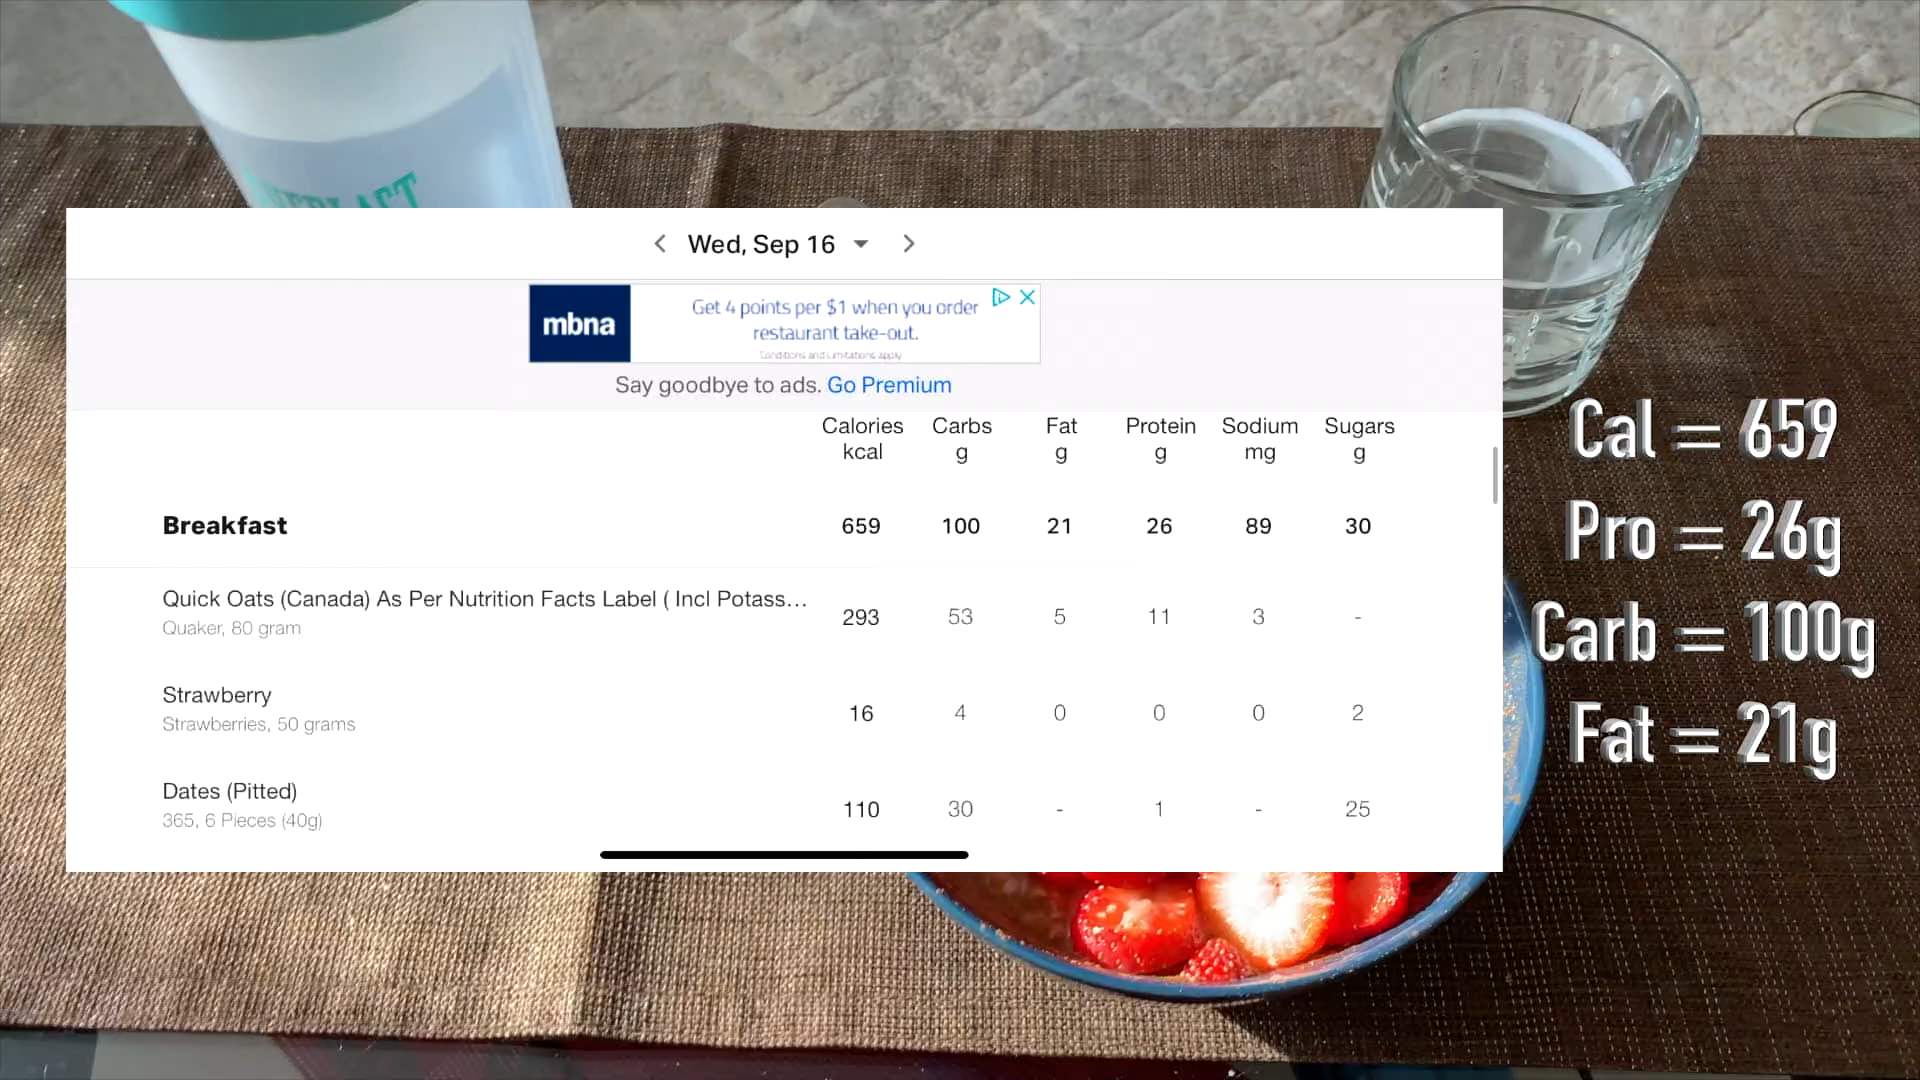 Wed, Sep 16
mbna
Get 4 points per $1 when you order
restaurant take-out.
Conditions and Limitations apply
Say goodbye to ads. Go Premium
Calories Carbs Fat Protein Sodium Sugars
kcal g g g mg g
Breakfast 659 100 21 26 89 30
Quick Oats (Canada) As Per Nutrition Facts Label ( Incl Potass...
Quaker, 80 gram
293 53 5 11 3 -
Strawberry
Strawberries, 50 grams
16 4 0 0 0 2
Dates (Pitted)
365, 6 Pieces (40g)
110 30 - 1 - 25
Cal = 659
Pro = 26g
Carb = 100g
Fat = 21g